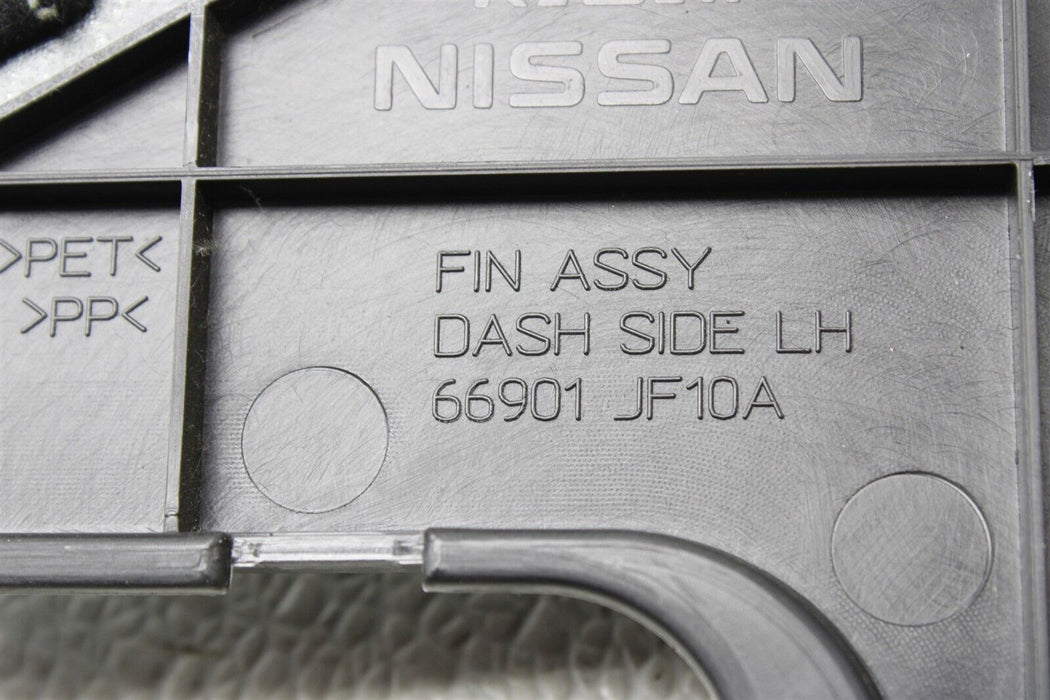 NISSAN
>PET<
>PP<
FIN ASSY
DASH SIDE LH
66901 JF10A